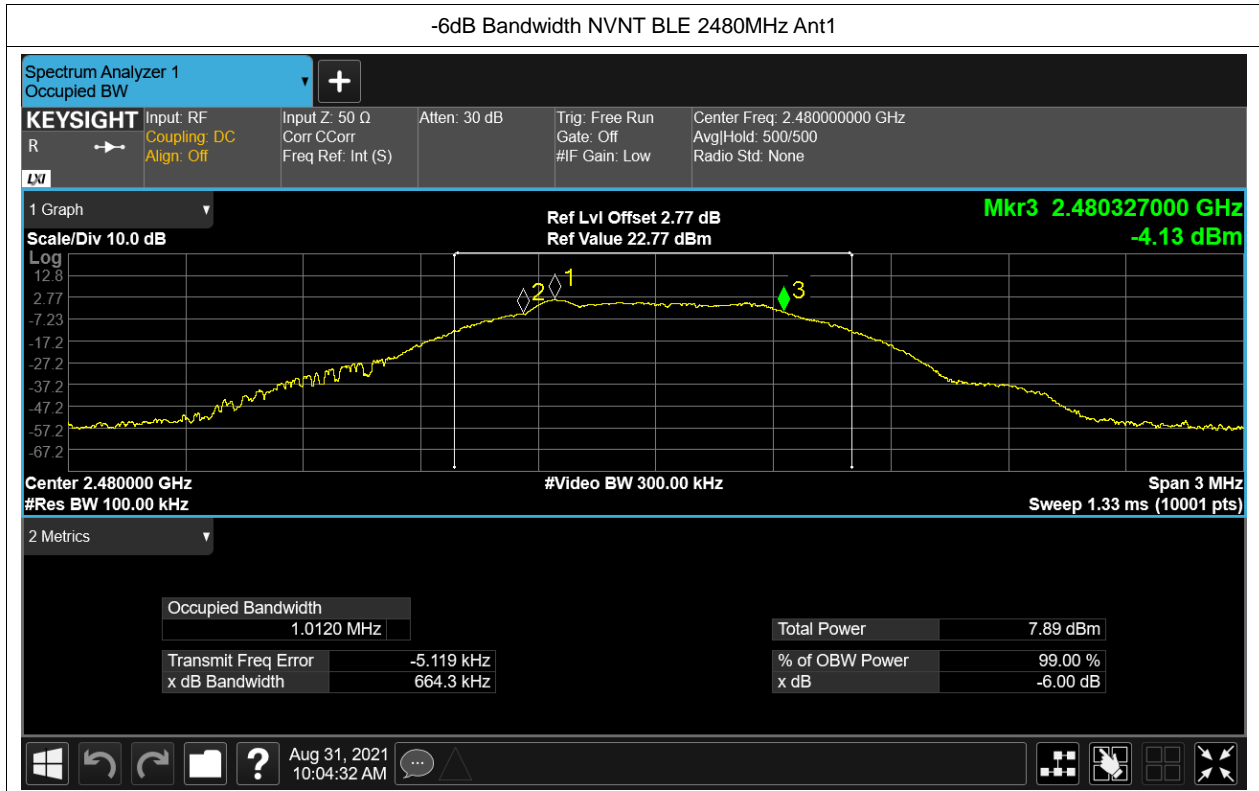 -6dB Bandwidth NVNT BLE 2480MHz Ant1
Spectrum Analyzer 1
Occupied BW
KEYSIGHT
R
LXI
Input: RF
Coupling: DC
Align: Off
Input Z: 50 Ω
Corr CCorr
Freq Ref: Int (S)
Atten: 30 dB
Trig: Free Run
Gate: Off
#IF Gain: Low
Center Freq: 2.480000000 GHz
Avg|Hold: 500/500
Radio Std: None
1 Graph
Scale/Div 10.0 dB
Ref Lvl Offset 2.77 dB
Ref Value 22.77 dBm
Mkr3 2.480327000 GHz
-4.13 dBm
Log
12.8
2.77
-7.23
-17.2
-27.2
-37.2
-47.2
-57.2
-67.2
2
1
3
Center 2.480000 GHz
#Res BW 100.00 kHz
#Video BW 300.00 kHz
Span 3 MHz
Sweep 1.33 ms (10001 pts)
2 Metrics
Occupied Bandwidth
1.0120 MHz
Transmit Freq Error -5.119 kHz
x dB Bandwidth 664.3 kHz
Total Power 7.89 dBm
% of OBW Power 99.00 %
x dB -6.00 dB
?
Aug 31, 2021
10:04:32 AM